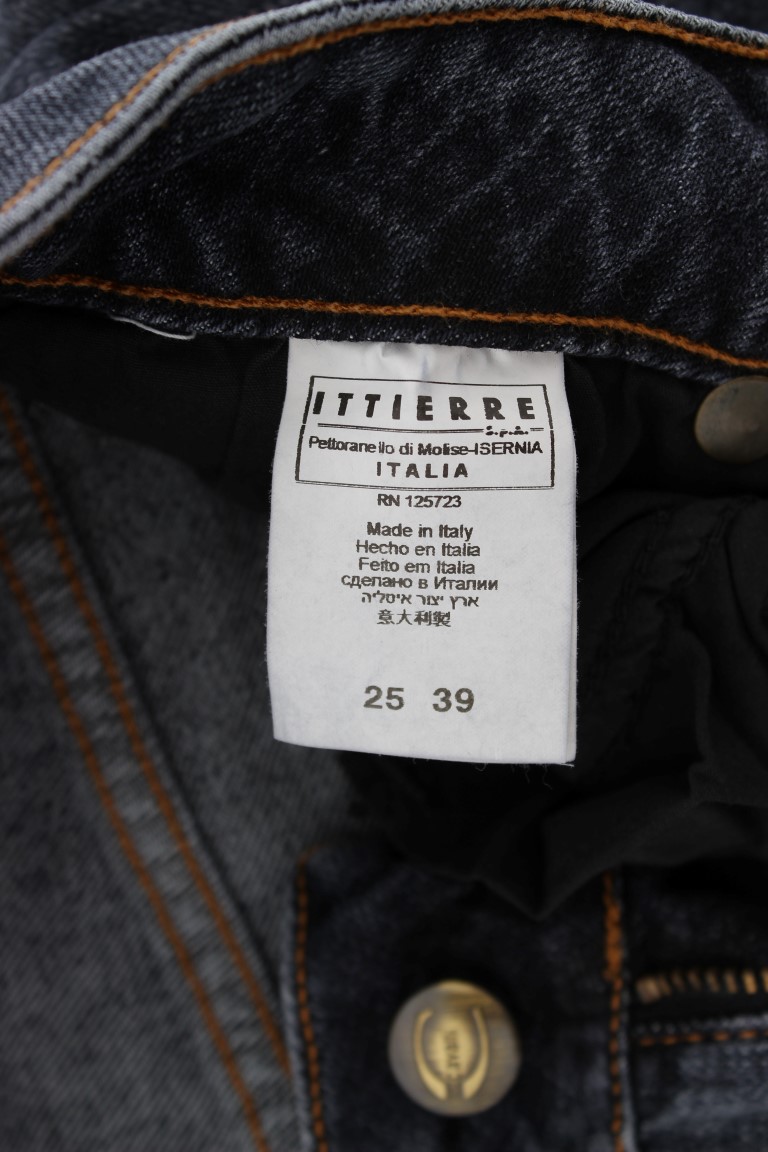 ITTIERRE
s.p.a.
Pettoranello di Molise-ISERNIA
ITALIA
RN 125723
Made in Italy
Hecho en Italia
Feito em Italia
сделано в Италии
ארץ יצור איטליה
意大利製
25 39